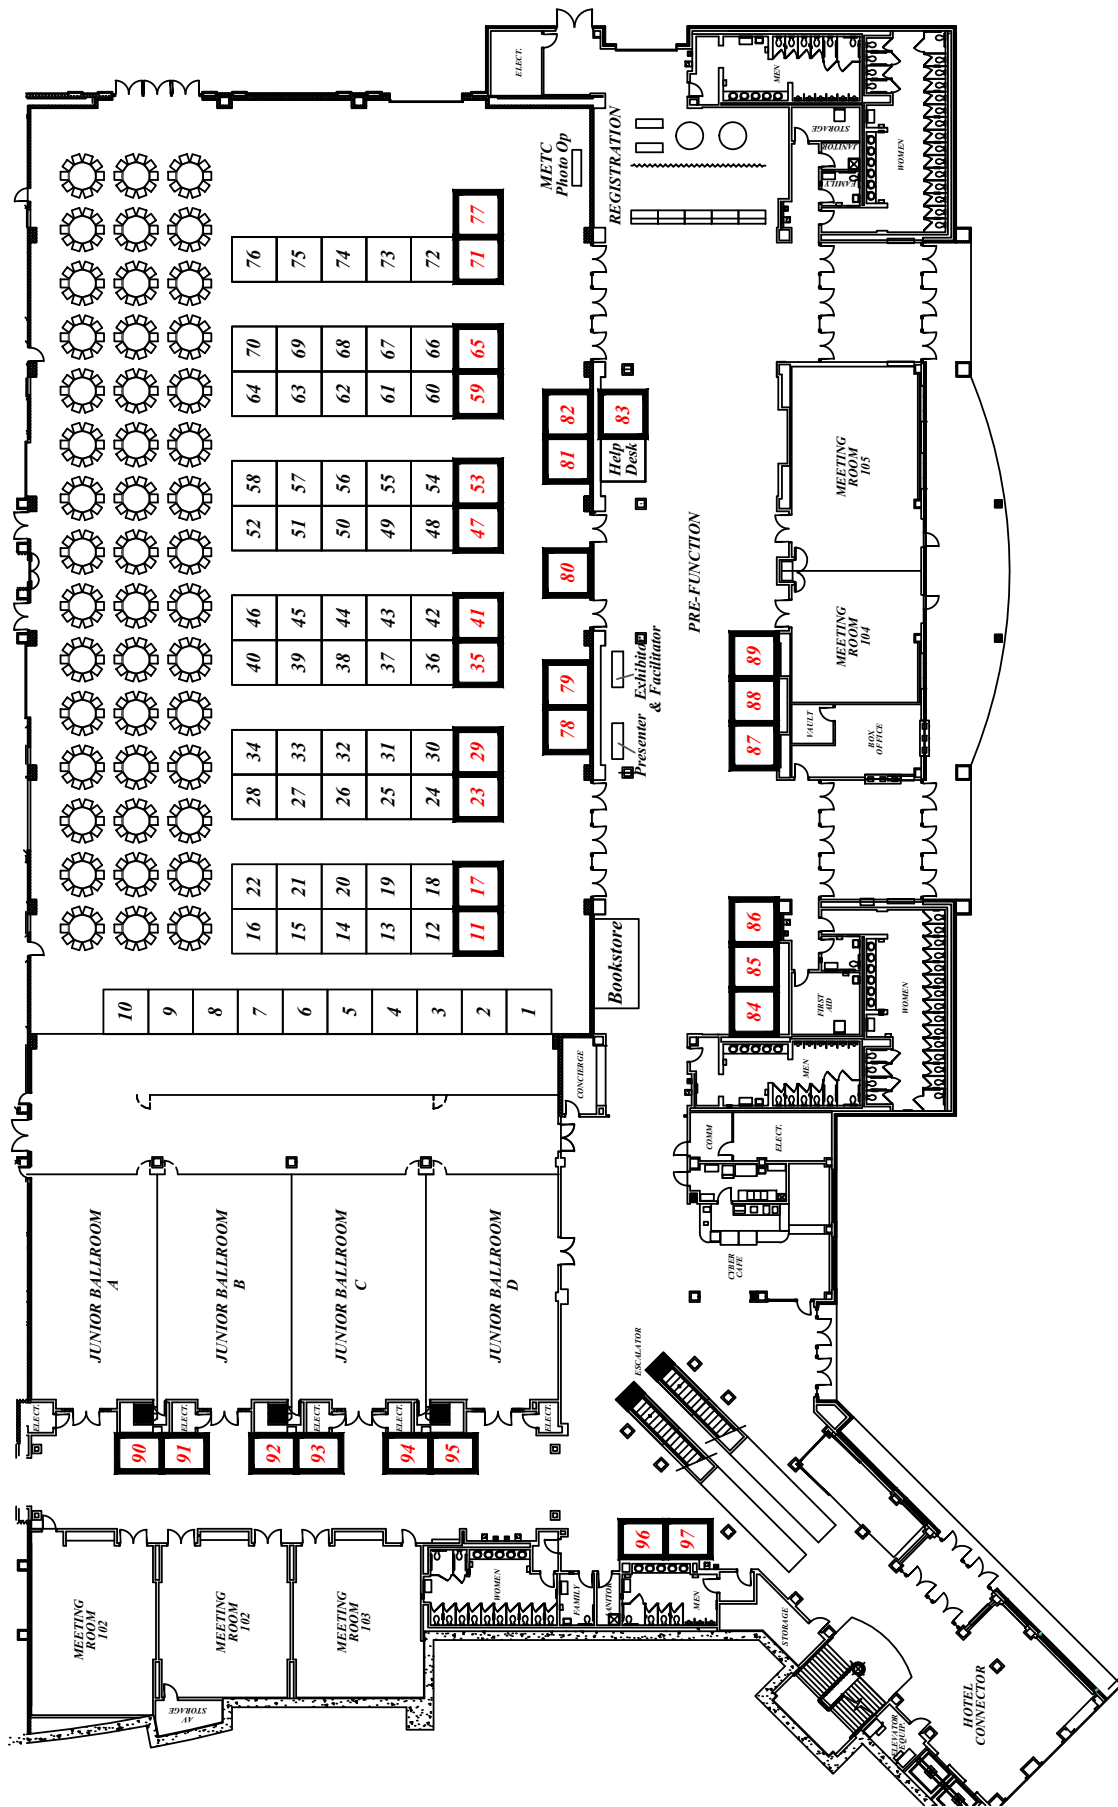 ELECT.
MEN
WOMEN
STORAGE
JANITOR
FAMILY
METC
Photo Op
REGISTRATION
77
76
75
74
73
72
71
70
69
68
67
66
65
64
63
62
61
60
59
82
83
81
Help
Desk
58
57
56
55
54
53
52
51
50
49
48
47
80
MEETING
ROOM
105
PRE-FUNCTION
46
45
44
43
42
41
40
39
38
37
36
35
79
78
Exhibitor
& Facilitator
Presenter
MEETING
ROOM
104
89
88
87
VAULT
BOX
OFFICE
34
33
32
31
30
29
28
27
26
25
24
23
22
21
20
19
18
17
16
15
14
13
12
11
Bookstore
86
85
84
FIRST
AID
WOMEN
MEN
10
9
8
7
6
5
4
3
2
1
CONCIERGE
COMM
ELECT.
CYBER
CAFE
JUNIOR BALLROOM
A
JUNIOR BALLROOM
B
JUNIOR BALLROOM
C
JUNIOR BALLROOM
D
ESCALATOR
ELECT.
ELECT.
ELECT.
ELECT.
ELECT.
90
91
92
93
94
95
96
97
MEETING
ROOM
102
MEETING
ROOM
102
MEETING
ROOM
103
WOMEN
FAMILY
JANITOR
MEN
STORAGE
AV
STORAGE
ELEVATOR
EQUIP.
HOTEL
CONNECTOR